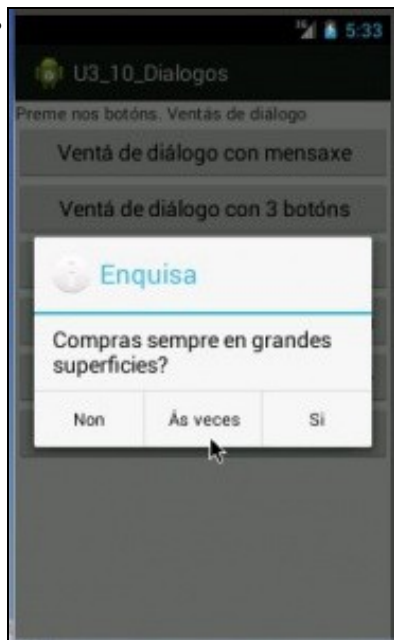 3G 5:33
U3_10_Dialogos
Preme nos botóns. Ventás de diálogo
Ventá de diálogo con mensaxe
Ventá de diálogo con 3 botóns
Enquisa
Compras sempre en grandes
superficies?
Non Ás veces Si